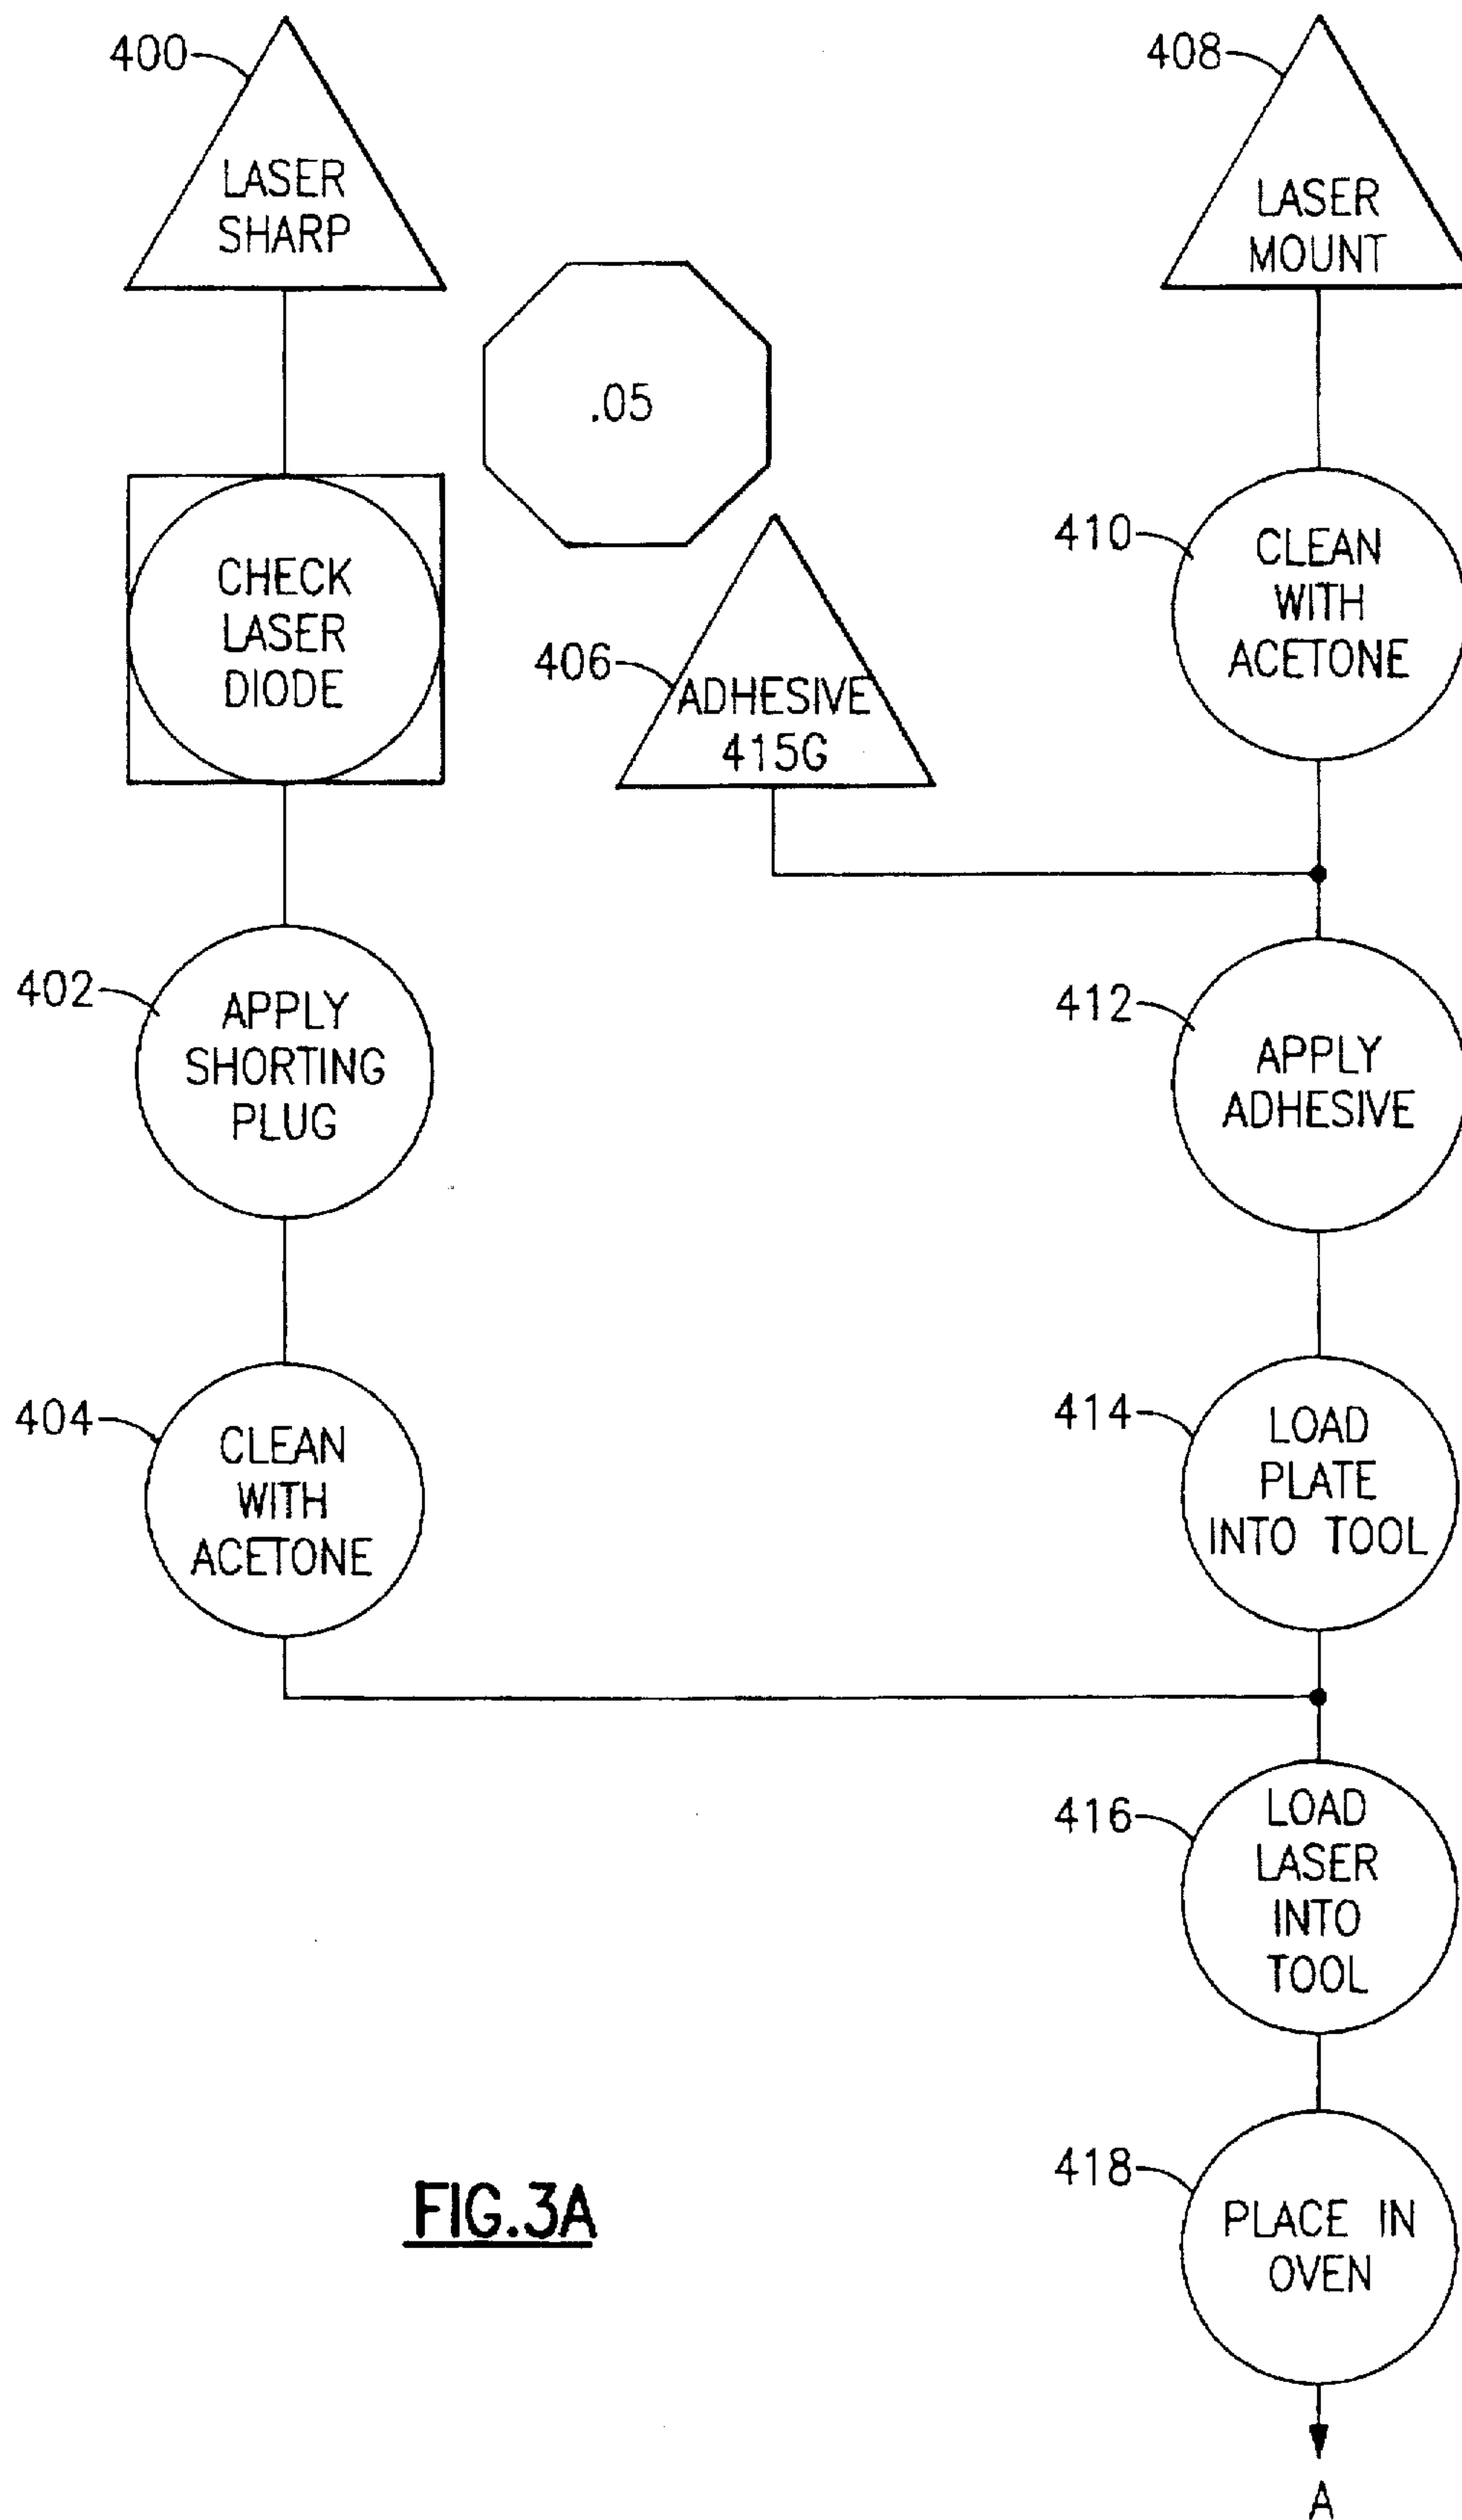 400
LASER
SHARP
408
LASER
MOUNT
.05
CHECK
LASER
DIODE
410
CLEAN
WITH
ACETONE
406
ADHESIVE
415G
402
APPLY
SHORTING
PLUG
412
APPLY
ADHESIVE
404
CLEAN
WITH
ACETONE
414
LOAD
PLATE
INTO TOOL
416
LOAD
LASER
INTO
TOOL
418
PLACE IN
OVEN
FIG.3A
A